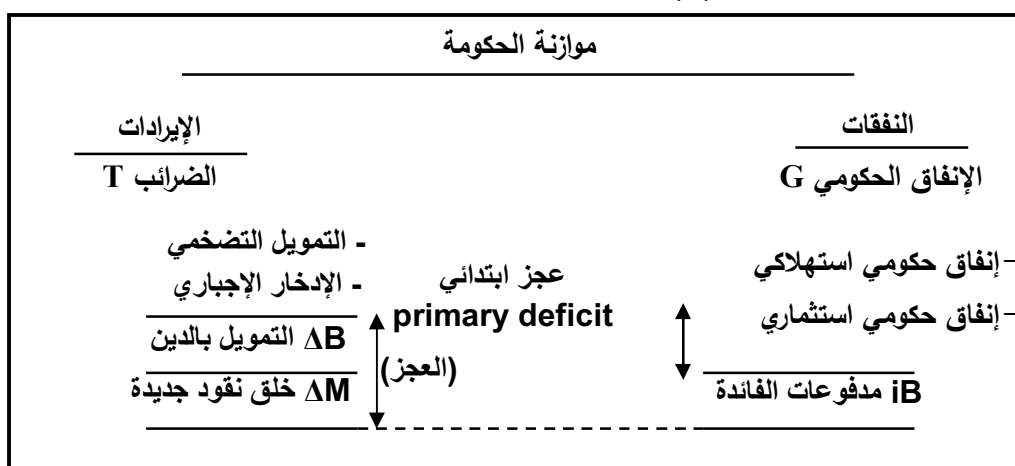 موازنة الحكومة
النفقات
الإنفاق الحكومي G
-إنفاق حكومي استهلاكي
-إنفاق حكومي استثماري
iB مدفوعات الفائدة
عجز ابتدائي
primary deficit
(العجز)
الإيرادات
الضرائب T
- التمويل التضخمي
- الإدخار الإجباري
ΔB التمويل بالدين
ΔM خلق نقود جديدة